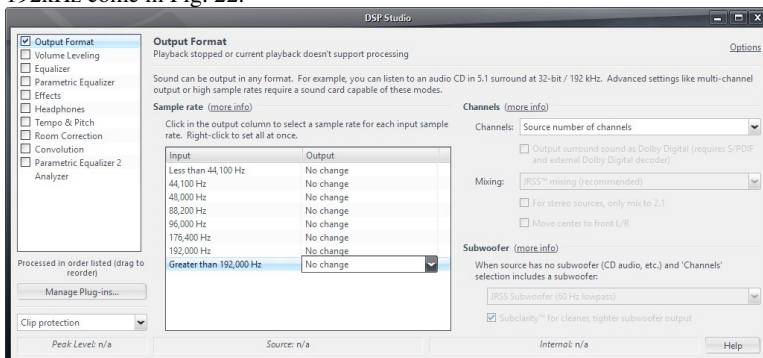 192kHz come in Fig. 22.
DSP Studio
Output Format
Volume Leveling
Equalizer
Parametric Equalizer
Effects
Headphones
Tempo & Pitch
Room Correction
Convolution
Parametric Equalizer 2
Analyzer
Processed in order listed (drag to
reorder)
Manage Plug-ins...
Clip protection
Peak Level: n/a
Output Format
Playback stopped or current playback doesn't support processing
Options
Sound can be output in any format. For example, you can listen to an audio CD in 5.1 surround at 32-bit / 192 kHz. Advanced settings like multi-channel
output or high sample rates require a sound card capable of these modes.
Sample rate (more info)
Click in the output column to select a sample rate for each input sample
rate. Right-click to set all at once.
Input Output
Less than 44,100 Hz No change
44,100 Hz No change
48,000 Hz No change
88,200 Hz No change
96,000 Hz No change
176,400 Hz No change
192,000 Hz No change
Greater than 192,000 Hz No change
Channels (more info)
Channels: Source number of channels
Output surround sound as Dolby Digital (requires S/PDIF
and external Dolby Digital decoder)
Mixing: JRSS™ mixing (recommended)
For stereo sources, only mix to 2.1
Move center to front L/R
Subwoofer (more info)
When source has no subwoofer (CD audio, etc.) and 'Channels'
selection includes a subwoofer:
JRSS Subwoofer (60 Hz lowpass)
Subclarity™ for cleaner, tighter subwoofer output
Source: n/a
Internal: n/a
Help